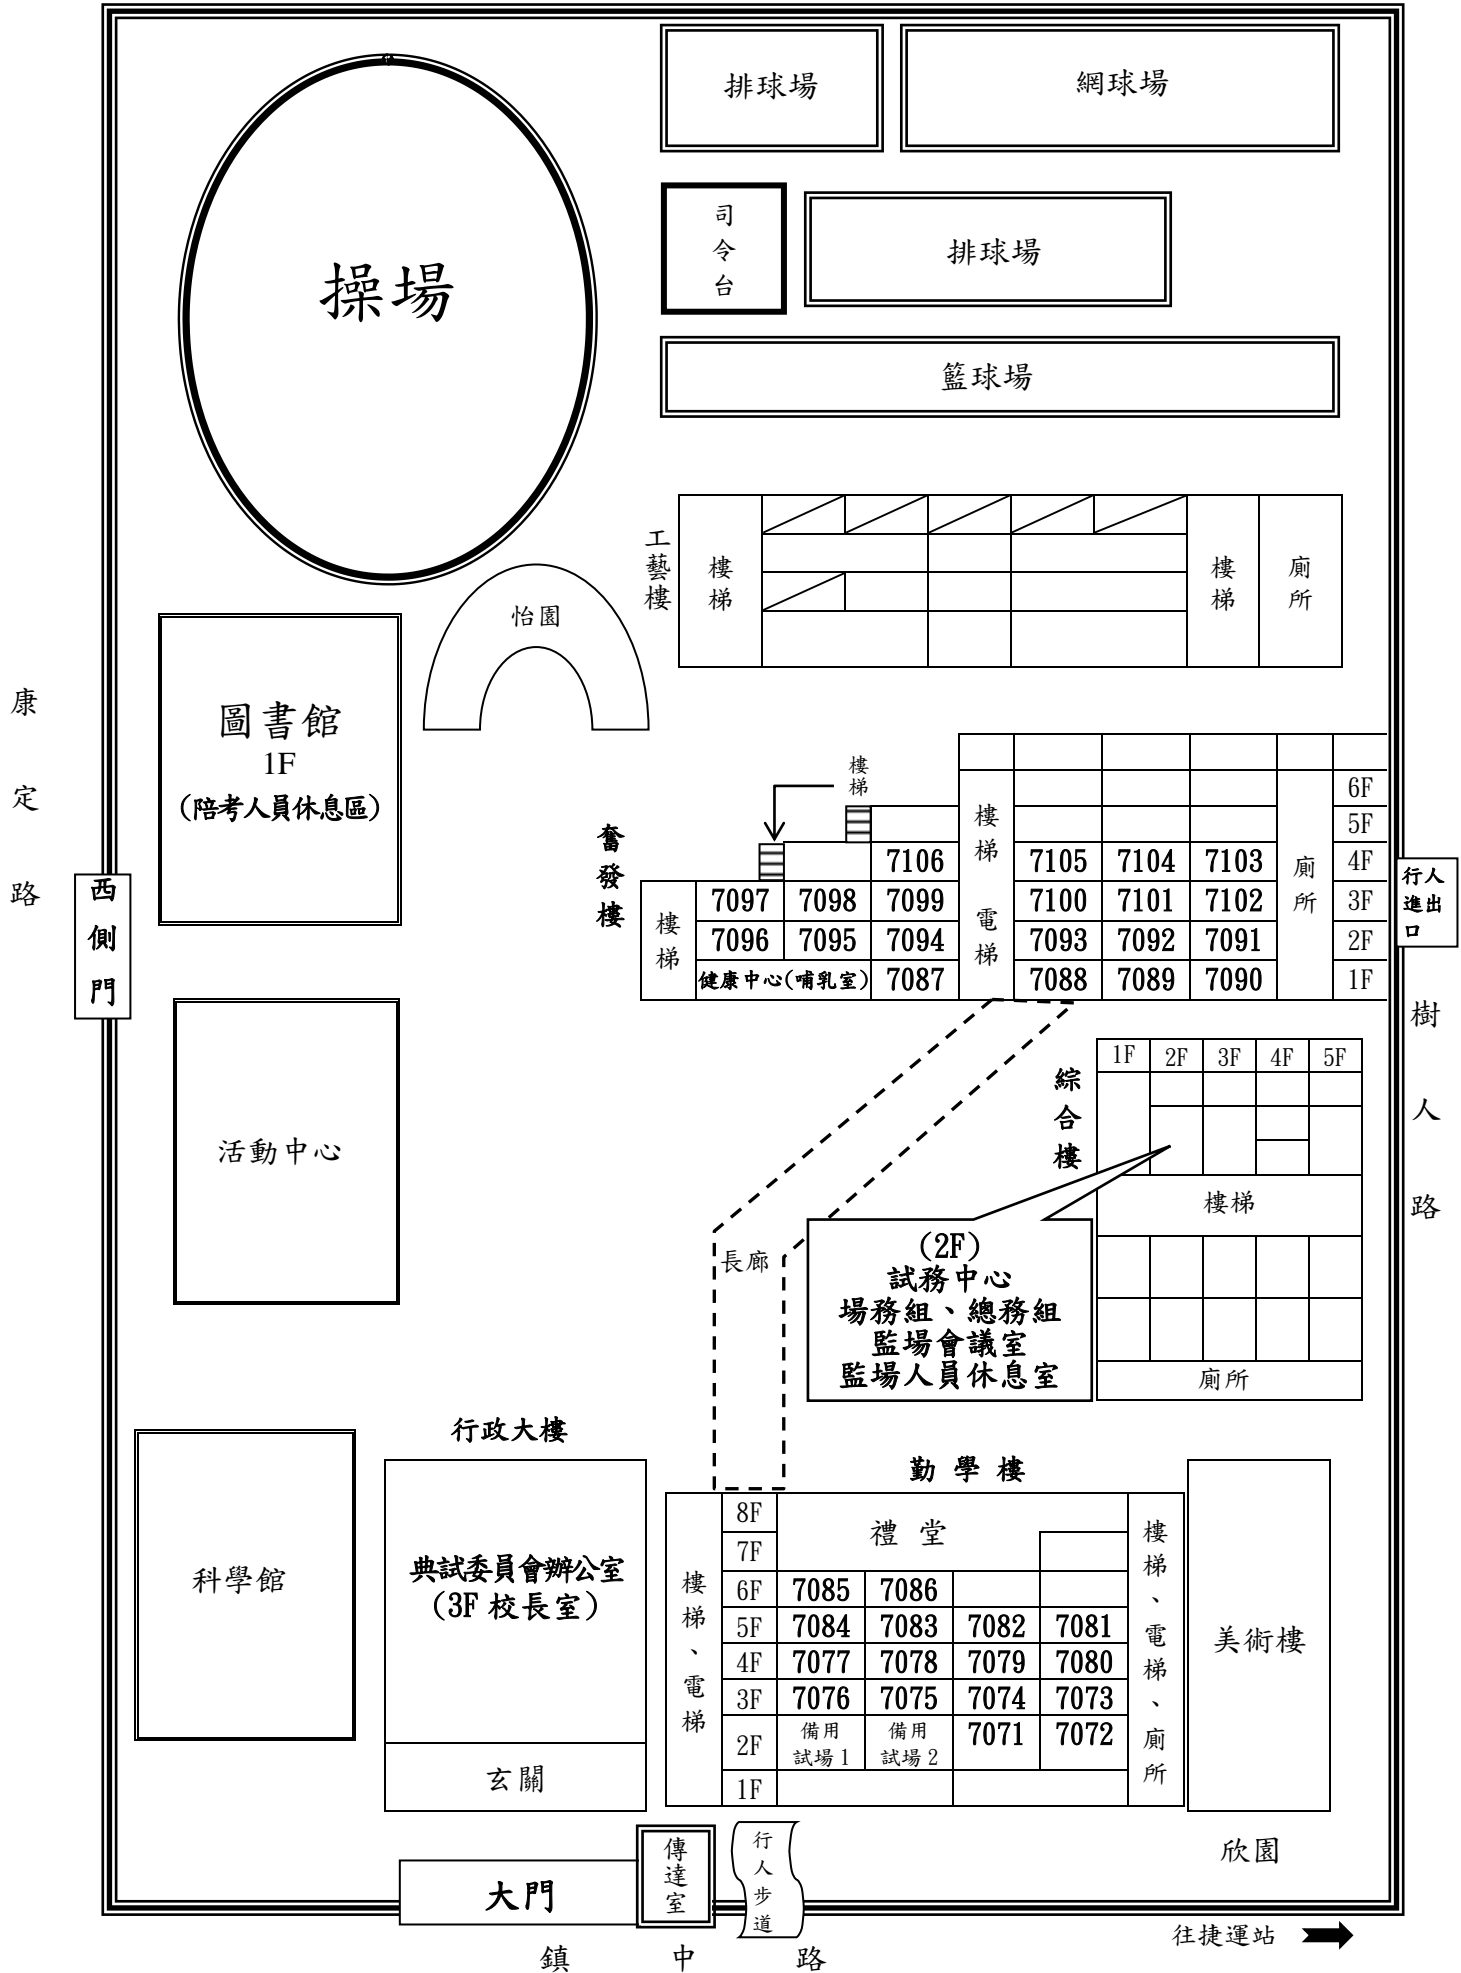 排球場
網球場
司令台
排球場
操場
籃球場
工藝樓
樓梯
樓梯
廁所
怡園
圖書館
1F
(陪考人員休息區)
康定路
西側門
奮發樓
樓梯
樓梯 電梯
廁所
6F
5F
7106 7105 7104 7103 4F
7097 7098 7099 7100 7101 7102 3F
樓梯
7096 7095 7094 7093 7092 7091 2F
健康中心(哺乳室) 7087 7088 7089 7090 1F
行人
進出
口
樹人路
活動中心
綜合樓
1F 2F 3F 4F 5F
樓梯
廁所
長廊
(2F)
試務中心
場務組、總務組
監場會議室
監場人員休息室
行政大樓
典試委員會辦公室
(3F 校長室)
玄關
科學館
勤學樓
樓梯、電梯
8F
禮堂
7F
6F 7085 7086
5F 7084 7083 7082 7081
4F 7077 7078 7079 7080
3F 7076 7075 7074 7073
2F 備用試場1 備用試場2 7071 7072
1F
樓梯、電梯、廁所
美術樓
欣園
大門
傳達室
行人步道
往捷運站
鎮中路